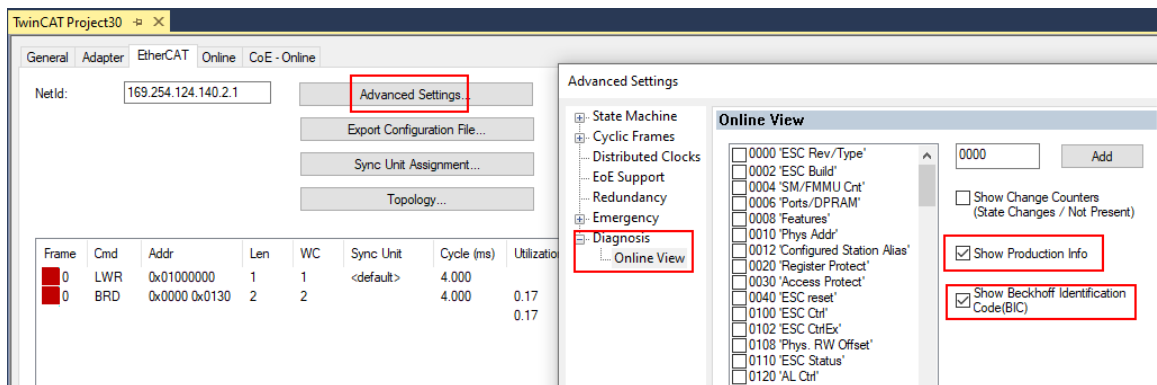 TwinCAT Project30
General Adapter EtherCAT Online CoE - Online
NetId: 169.254.124.140.2.1
Advanced Settings...
Export Configuration File...
Sync Unit Assignment...
Topology...
Frame Cmd Addr Len WC Sync Unit Cycle (ms) Utilizatio
0 LWR 0x01000000 1 1 <default> 4.000
0 BRD 0x0000 0x0130 2 2 4.000 0.17
0.17
Advanced Settings
State Machine
Cyclic Frames
Distributed Clocks
EoE Support
Redundancy
Emergency
Diagnosis
Online View
Online View
0000 'ESC Rev/Type'
0002 'ESC Build'
0004 'SM/FMMU Cnt'
0006 'Ports/DPRAM'
0008 'Features'
0010 'Phys Addr'
0012 'Configured Station Alias'
0020 'Register Protect'
0030 'Access Protect'
0040 'ESC reset'
0100 'ESC Ctrl'
0102 'ESC CtrlEx'
0108 'Phys. RW Offset'
0110 'ESC Status'
0120 'AL Ctrl'
0000
Add
Show Change Counters
(State Changes / Not Present)
Show Production Info
Show Beckhoff Identification
Code(BIC)